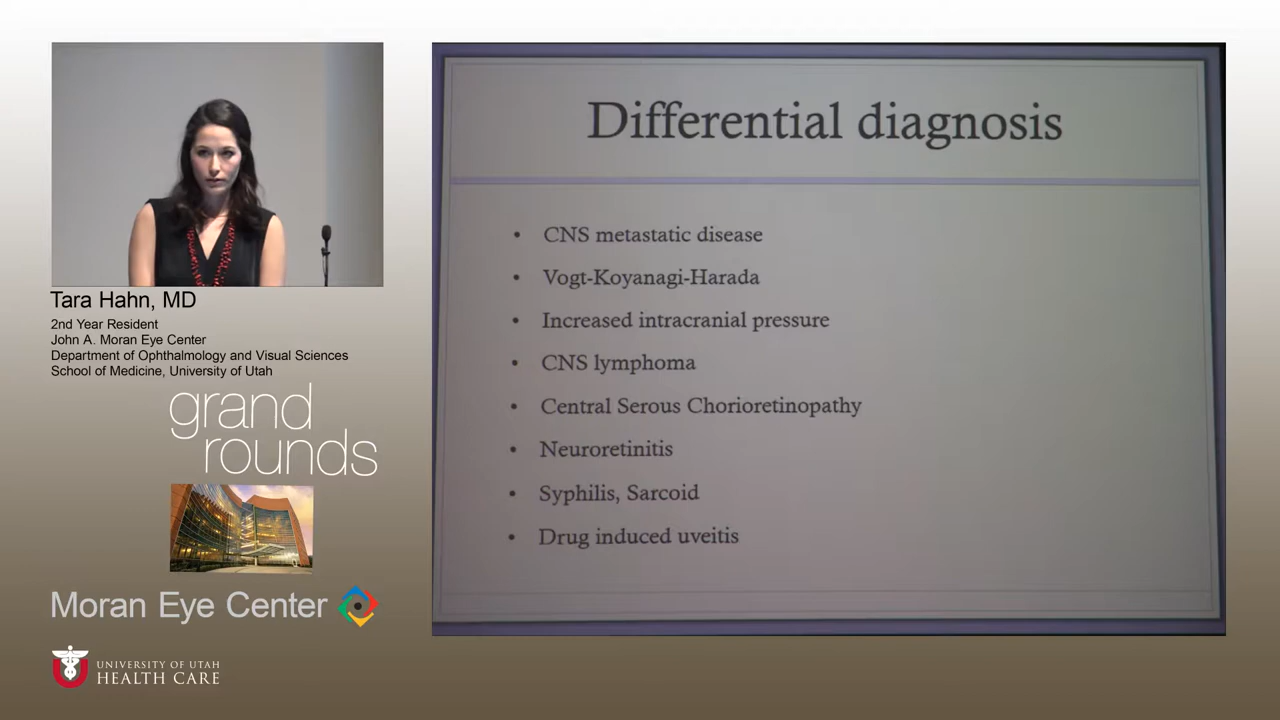 Tara Hahn, MD
2nd Year Resident
John A. Moran Eye Center
Department of Ophthalmology and Visual Sciences
School of Medicine, University of Utah
grand
rounds
Moran Eye Center
UNIVERSITY OF UTAH
HEALTH CARE
Differential diagnosis
• CNS metastatic disease
• Vogt-Koyanagi-Harada
• Increased intracranial pressure
• CNS lymphoma
• Central Serous Chorioretinopathy
• Neuroretinitis
• Syphilis, Sarcoid
• Drug induced uveitis